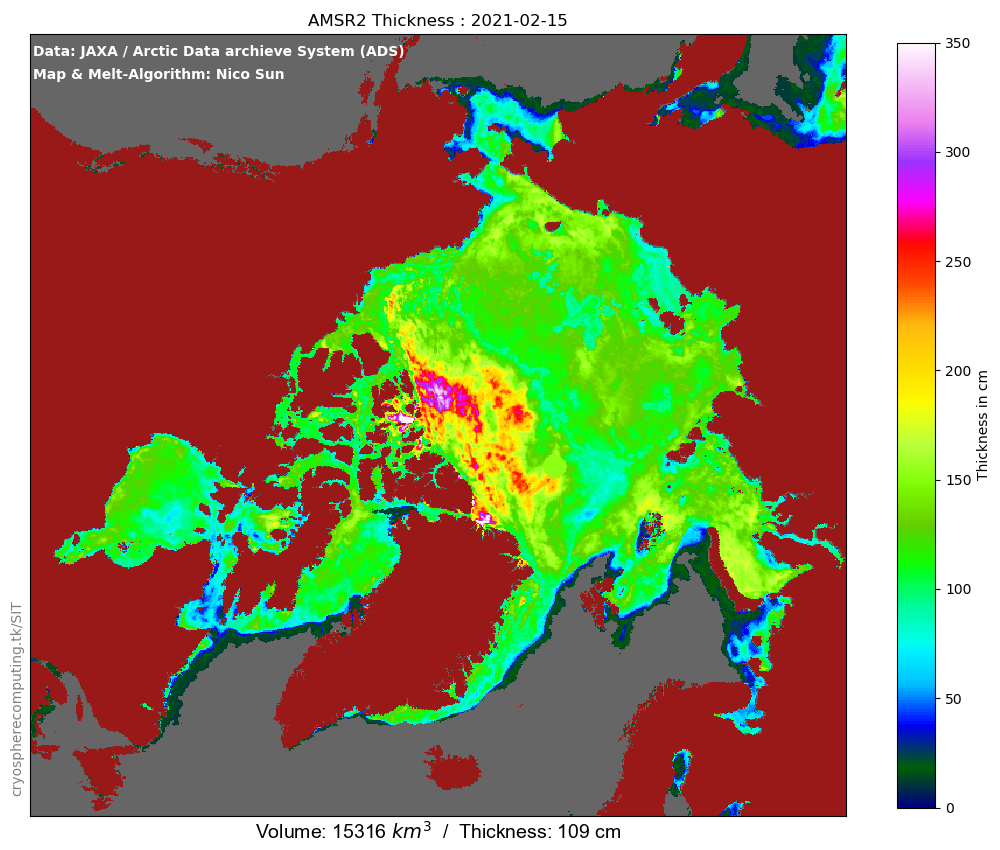 AMSR2 Thickness : 2021-02-15
Data: JAXA / Arctic Data archieve System (ADS)
Map & Melt-Algorithm: Nico Sun
350
300
250
200
150
100
50
0
Thickness in cm
cryospherecomputing.tk/SIT
Volume: 15316 km³ / Thickness: 109 cm